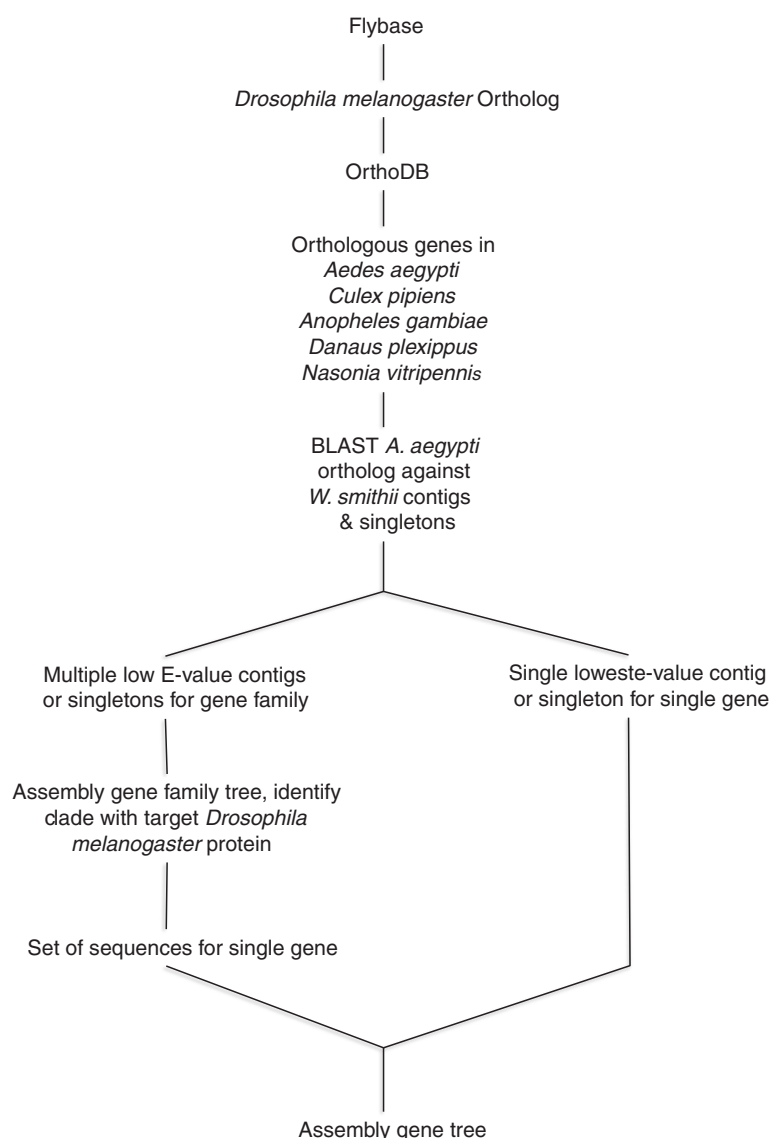 Flybase
Drosophila melanogaster Ortholog
OrthoDB
Orthologous genes in
Aedes aegypti
Culex pipiens
Anopheles gambiae
Danaus plexippus
Nasonia vitripennis
BLAST A. aegypti
ortholog against
W. smithii contigs
& singletons
Multiple low E-value contigs
or singletons for gene family
Single loweste-value contig
or singleton for single gene
Assembly gene family tree, identify
clade with target Drosophila
melanogaster protein
Set of sequences for single gene
Assembly gene tree